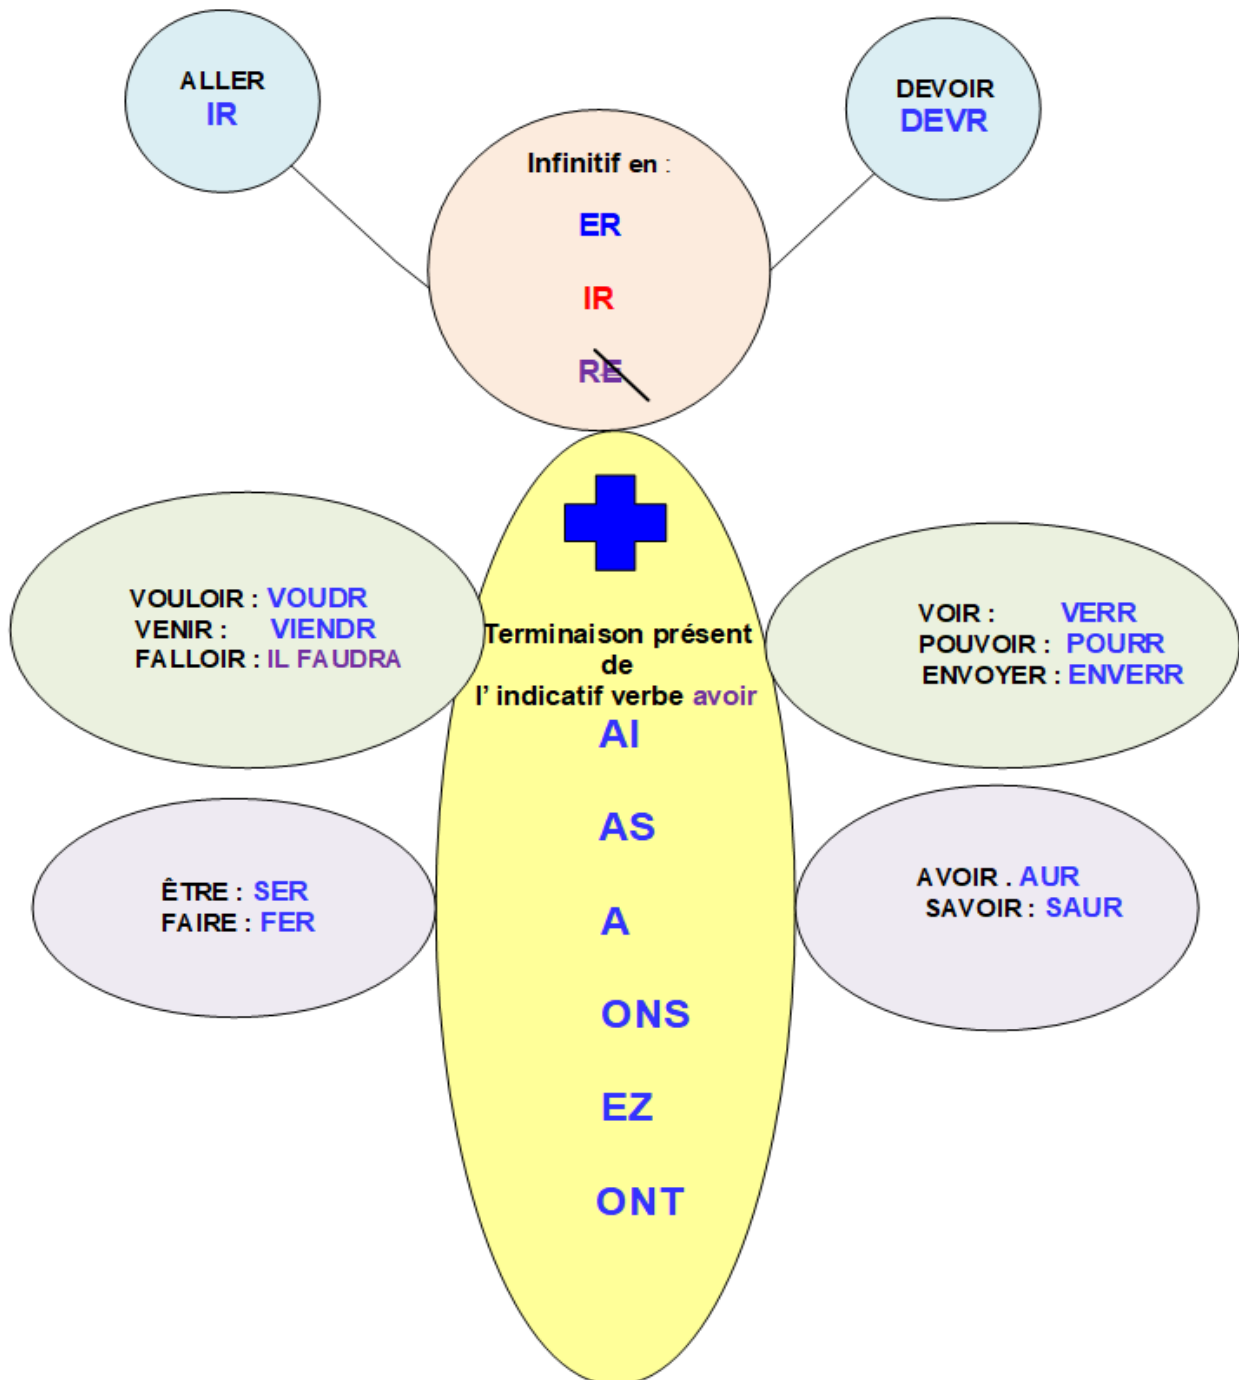 ALLER
IR
DEVOIR
DEVR
Infinitif en :
ER
IR
RE
VOULOIR : VOUDR
VENIR : VIENDR
FALLOIR : IL FAUDRA
Terminaison présent
de
l' indicatif verbe avoir
AI
AS
A
ONS
EZ
ONT
VOIR : VERR
POUVOIR : POURR
ENVOYER : ENVERR
ÊTRE : SER
FAIRE : FER
AVOIR . AUR
SAVOIR : SAUR